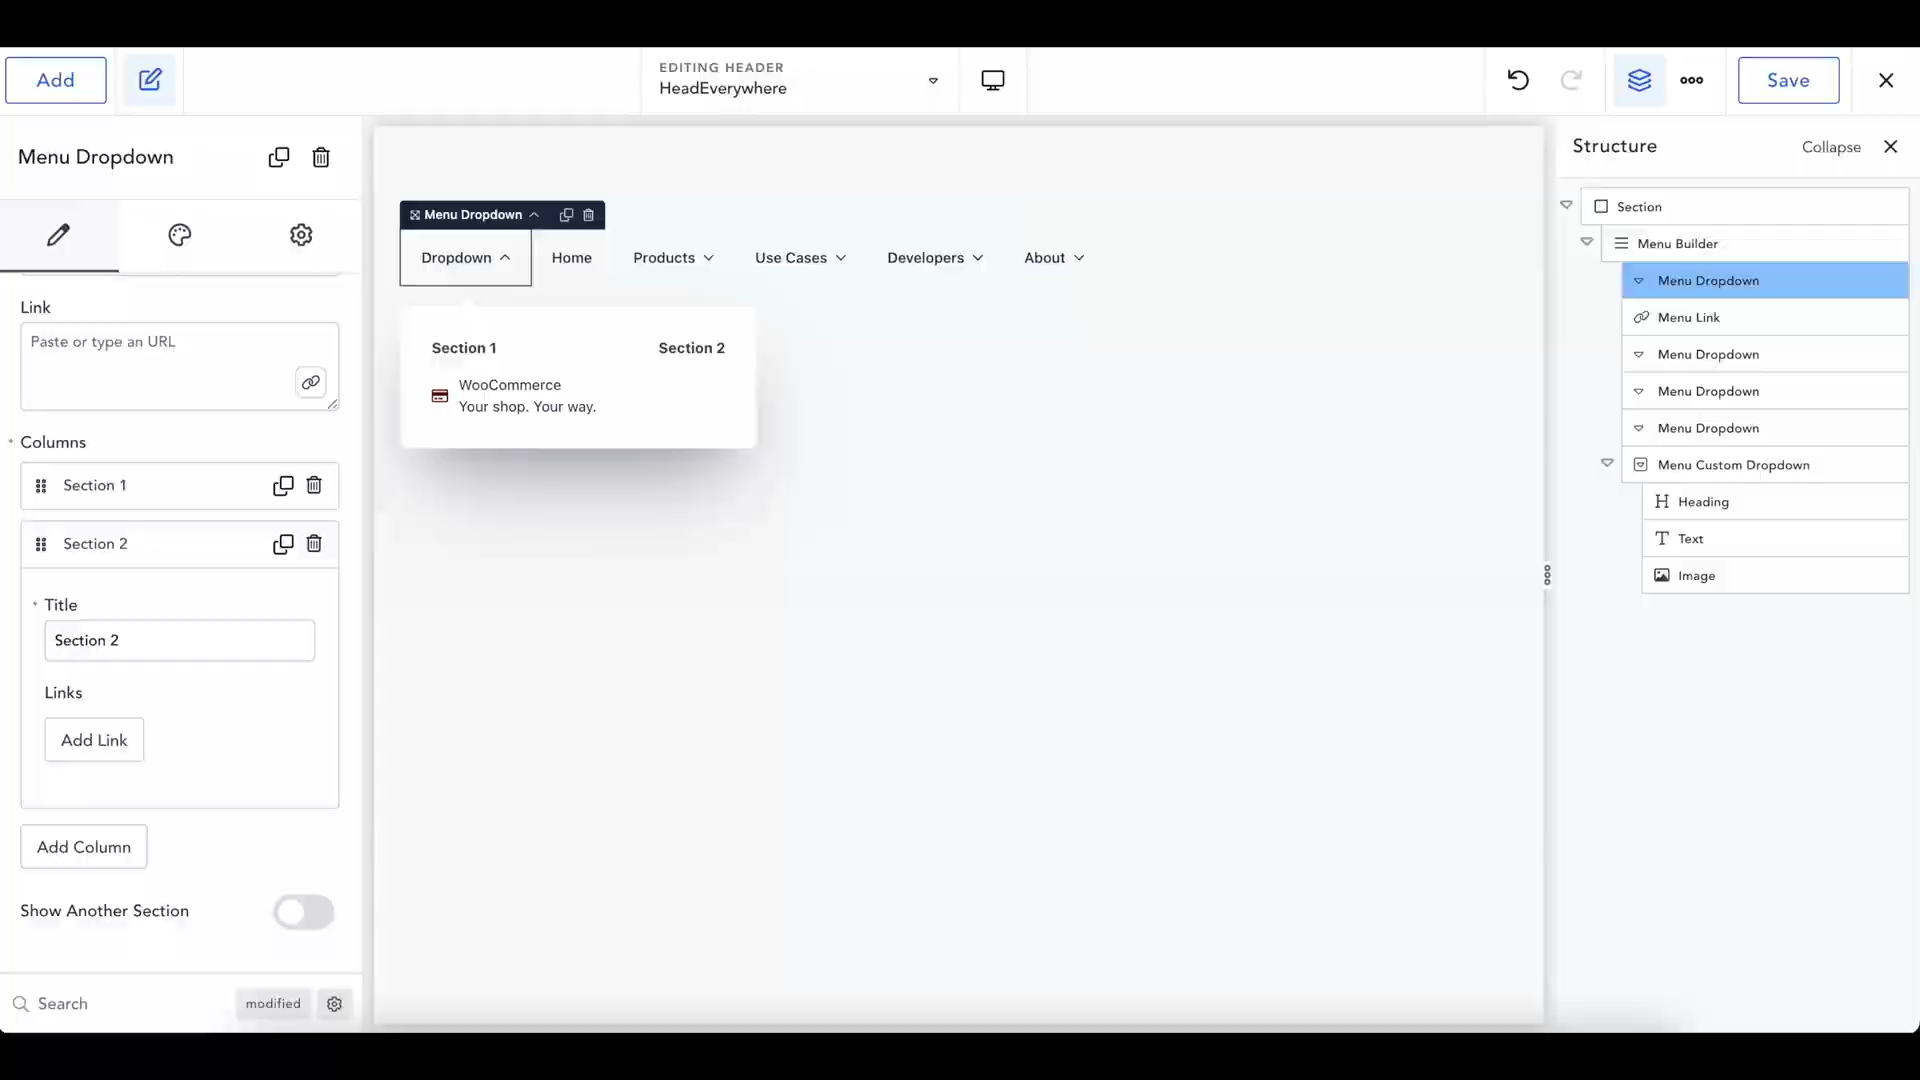 Add
EDITING HEADER
HeadEverywhere
Save
Menu Dropdown
Link
Paste or type an URL
Columns
Section 1
Section 2
Title
Section 2
Links
Add Link
Add Column
Show Another Section
Search
modified
Menu Dropdown
Dropdown
Home
Products
Use Cases
Developers
About
Section 1
Section 2
WooCommerce
Your shop. Your way.
Structure
Collapse
Section
Menu Builder
Menu Dropdown
Menu Link
Menu Dropdown
Menu Dropdown
Menu Dropdown
Menu Custom Dropdown
Heading
Text
Image